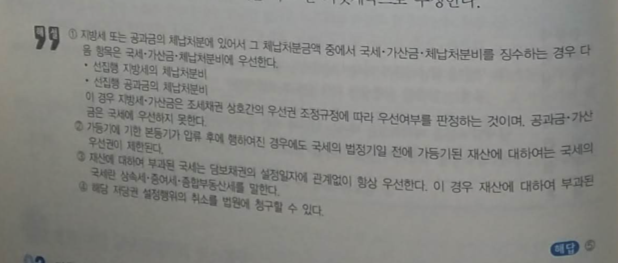 ① 지방세 또는 공과금의 체납처분에 있어서 그 체납처분금액 중에서 국세·가산금·체납처분비를 징수하는 경우 다
음 항목은 국세·가산금·체납처분비에 우선한다.
• 선집행 지방세의 체납처분비
• 선집행 공과금의 체납처분비
이 경우 지방세·가산금은 조세채권 상호간의 우선권 조정규정에 따라 우선여부를 판정하는 것이며, 공과금·가산
금은 국세에 우선하지 못한다.
② 가등기에 기한 본등기가 압류 후에 행하여진 경우에도 국세의 법정기일 전에 가등기된 재산에 대하여는 국세의
우선권이 제한된다.
③ 재산에 대하여 부과된 국세는 담보채권의 설정일자에 관계없이 항상 우선한다. 이 경우 재산에 대하여 부과된
국세란 상속세·증여세·종합부동산세를 말한다.
④ 해당 저당권 설정행위의 취소를 법원에 청구할 수 있다.
해답 ⑤